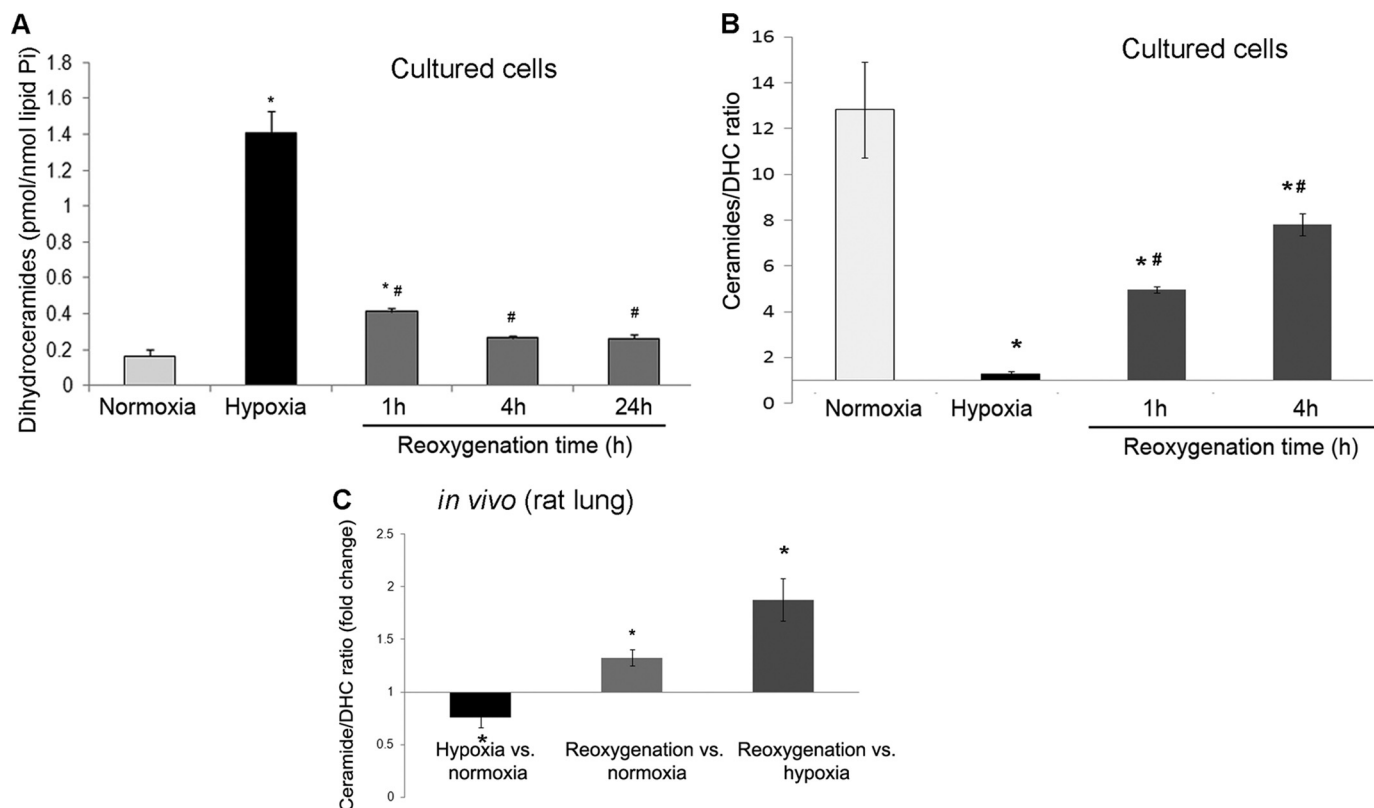 A
Cultured cells
Dihydroceramides (pmol/nmol lipid Pi)
1.8
1.6
1.4
1.2
1
0.8
0.6
0.4
0.2
0
*
* #
#
#
Normoxia Hypoxia 1h 4h 24h
Reoxygenation time (h)
B
Cultured cells
Ceramides/DHC ratio
16
14
12
10
8
6
4
2
0
*
* #
* #
Normoxia Hypoxia 1h 4h
Reoxygenation time (h)
C
in vivo (rat lung)
Ceramide/DHC ratio (fold change)
2.5
2
1.5
1
0.5
0
*
*
*
Hypoxia vs.
normoxia
Reoxygenation vs.
normoxia
Reoxygenation vs.
hypoxia